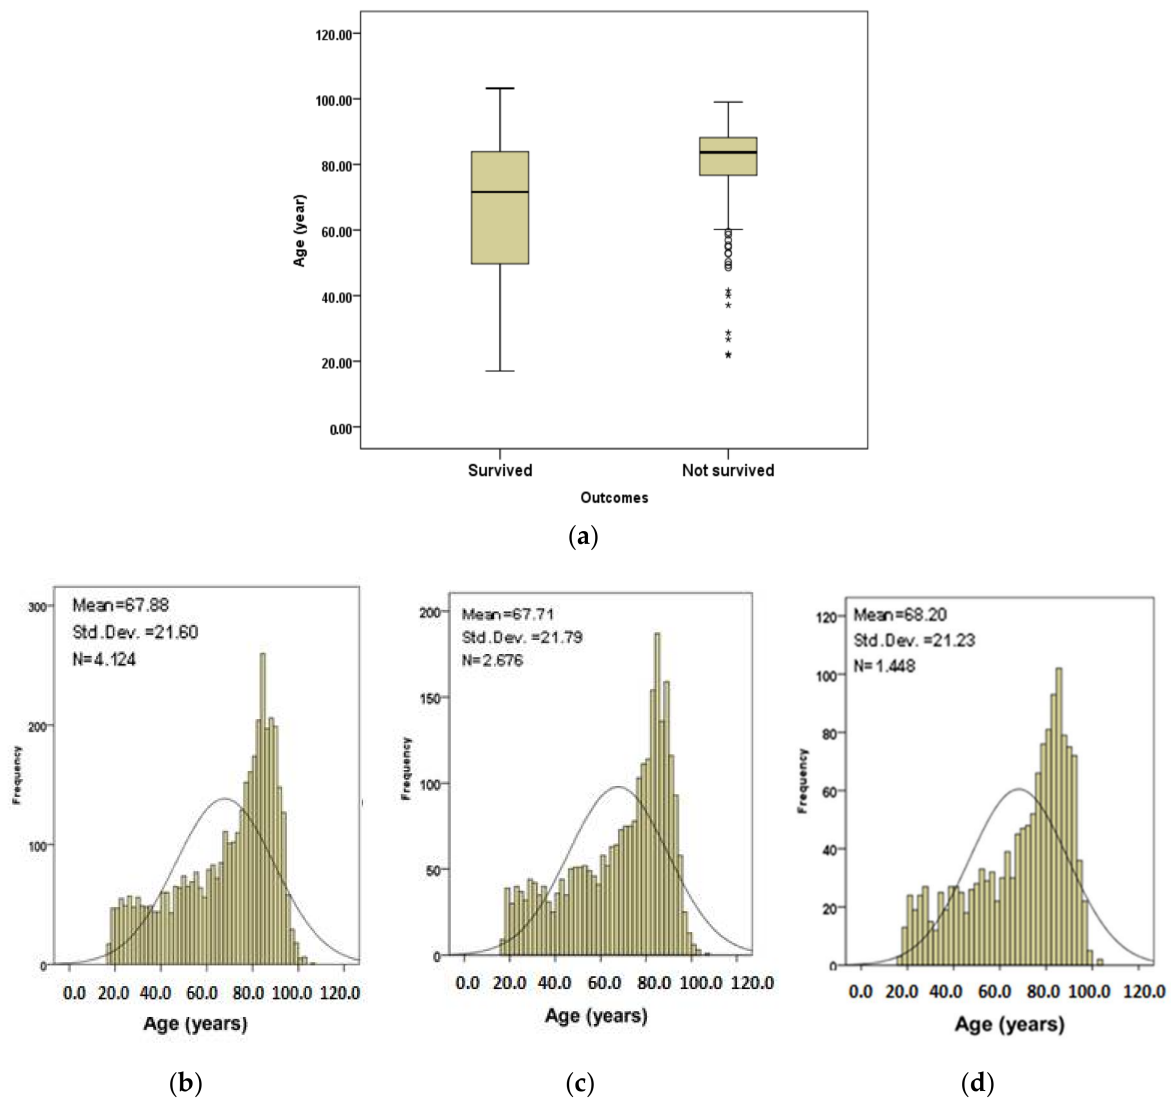 120.00
100.00
80.00
60.00
40.00
20.00
0.00
Age (year)
Survived
Not survived
Outcomes
(a)
Mean=67.88
Std.Dev. =21.60
N=4.124
300
200
100
0
Frequency
0.0 20.0 40.0 60.0 80.0 100.0 120.0
Age (years)
(b)
Mean=67.71
Std.Dev. =21.79
N=2.676
200
150
100
50
0
Frequency
0.0 20.0 40.0 60.0 80.0 100.0 120.0
Age (years)
(c)
Mean=68.20
Std.Dev. =21.23
N=1.448
120
100
80
60
40
20
0
Frequency
0.0 20.0 40.0 60.0 80.0 100.0 120.0
Age (years)
(d)